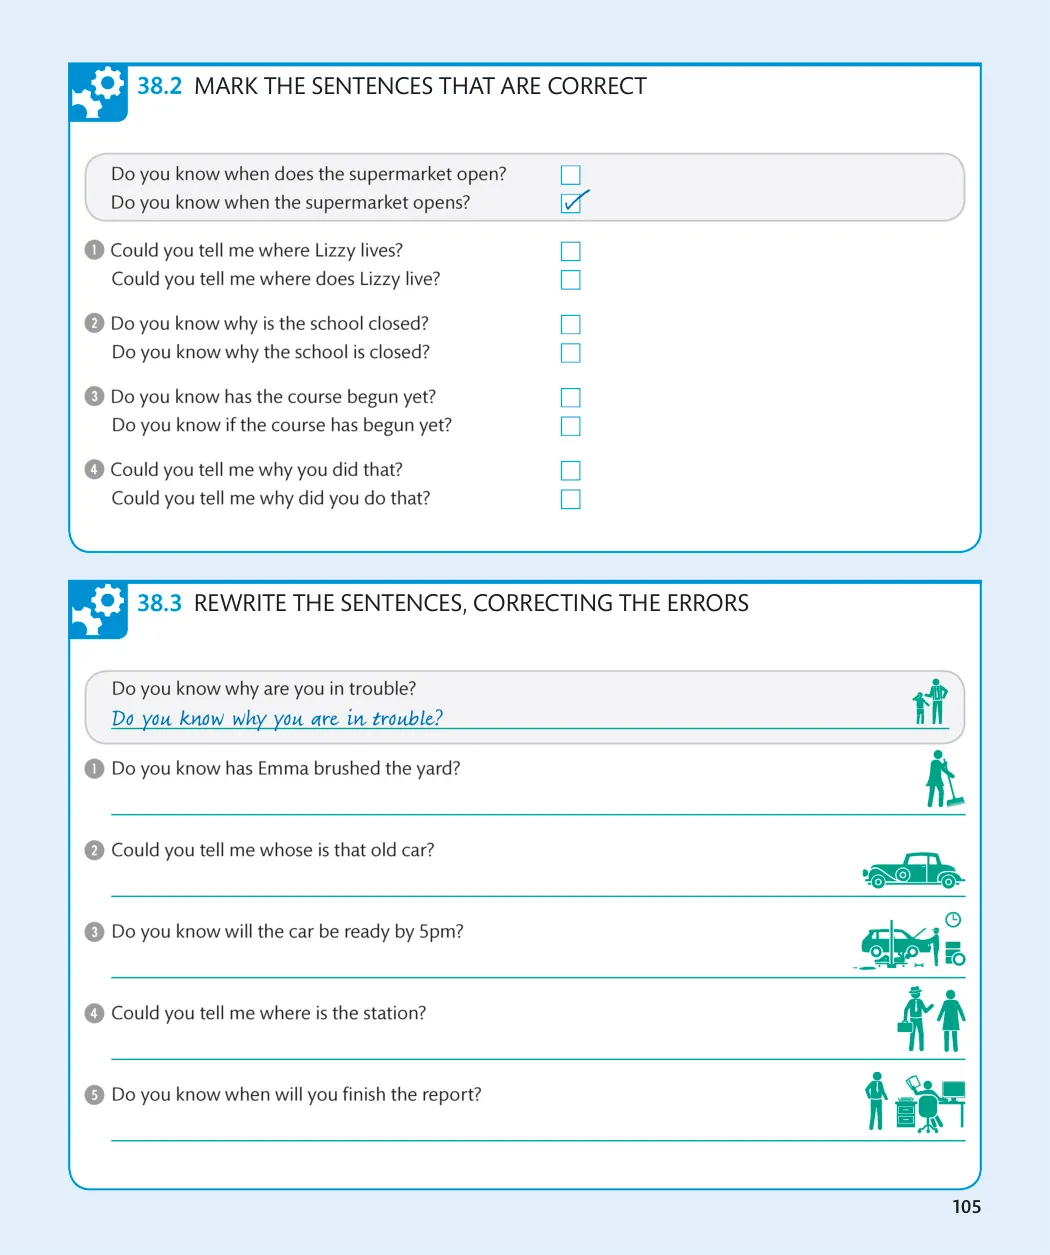 38.2 MARK THE SENTENCES THAT ARE CORRECT
Do you know when does the supermarket open?
Do you know when the supermarket opens?
1 Could you tell me where Lizzy lives?
Could you tell me where does Lizzy live?
2 Do you know why is the school closed?
Do you know why the school is closed?
3 Do you know has the course begun yet?
Do you know if the course has begun yet?
4 Could you tell me why you did that?
Could you tell me why did you do that?
38.3 REWRITE THE SENTENCES, CORRECTING THE ERRORS
Do you know why are you in trouble?
Do you know why you are in trouble?
1 Do you know has Emma brushed the yard?
2 Could you tell me whose is that old car?
3 Do you know will the car be ready by 5pm?
4 Could you tell me where is the station?
5 Do you know when will you finish the report?
105